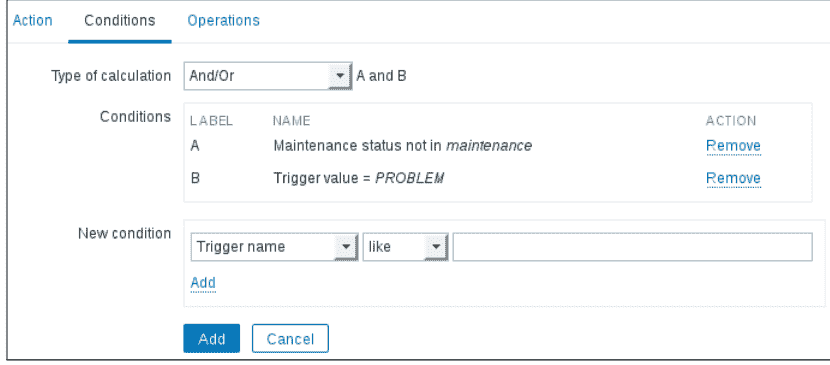 Action Conditions Operations
Type of calculation And/Or A and B
Conditions LABEL NAME ACTION
A Maintenance status not in maintenance Remove
B Trigger value = PROBLEM Remove
New condition Trigger name like
Add
Add Cancel